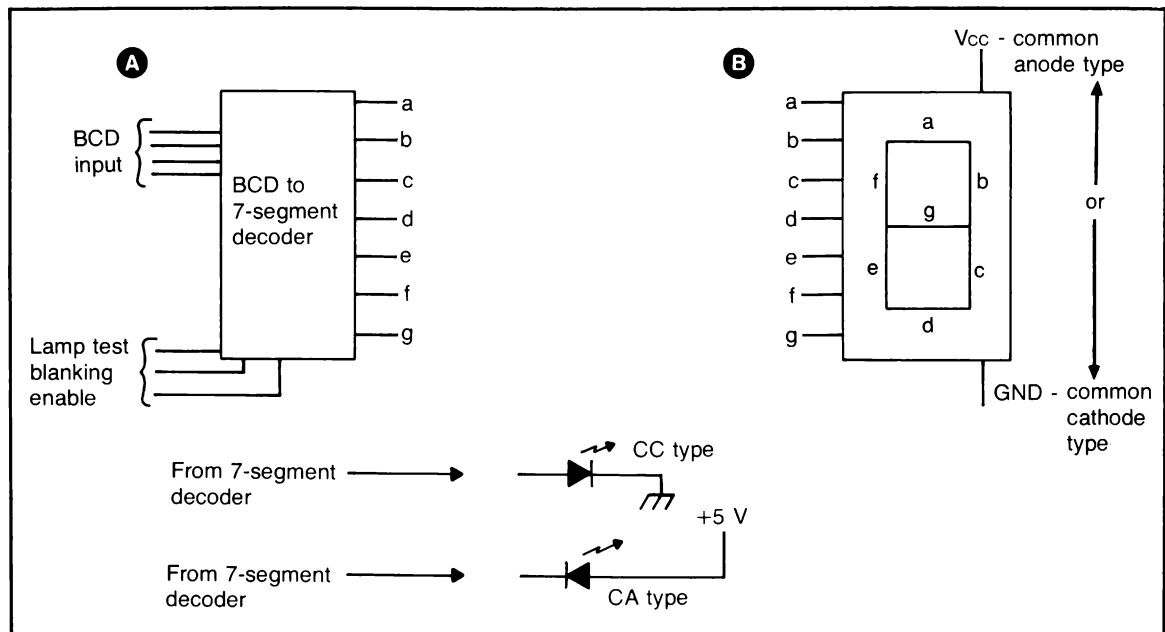 A
BCD
input
BCD to
7-segment
decoder
a
b
c
d
e
f
g
Lamp test
blanking
enable
B
Vcc - common
anode type
a
b
c
d
e
f
g
a
f
b
g
e
c
d
or
GND - common
cathode
type
From 7-segment
decoder
CC type
+5 V
From 7-segment
decoder
CA type